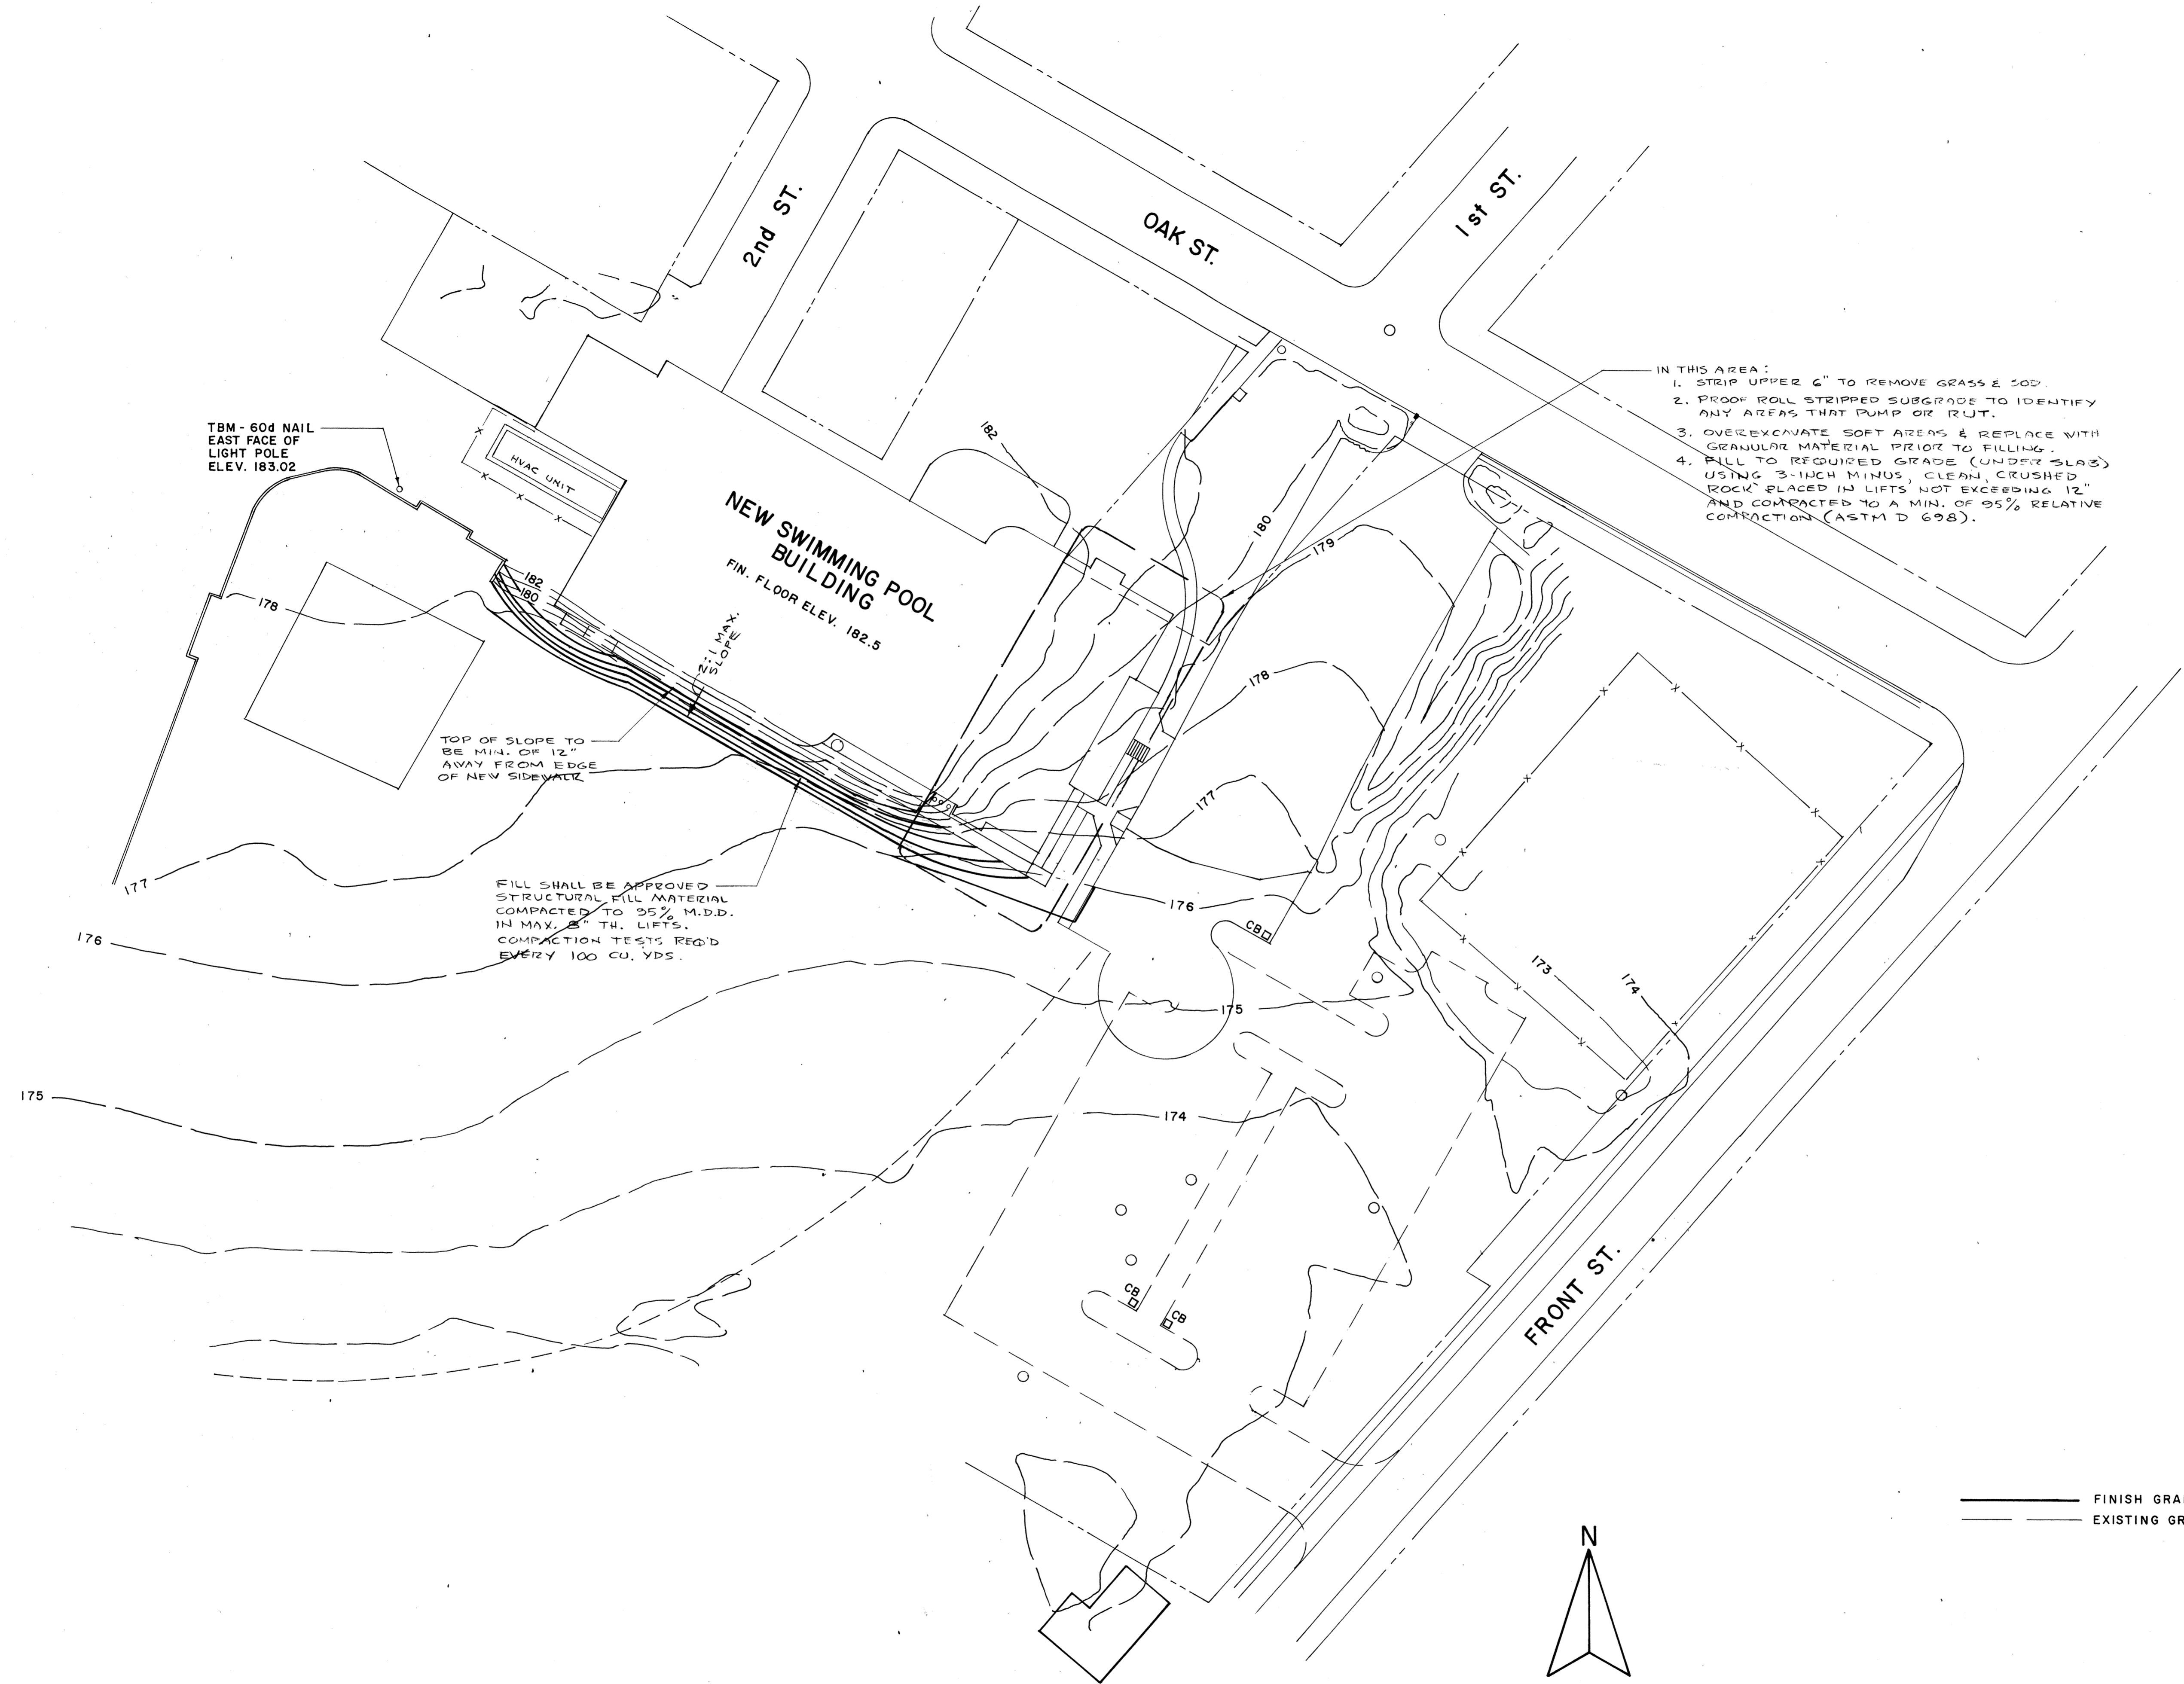 2nd ST.
OAK ST.
1st ST.
IN THIS AREA:
1. STRIP UPPER 6" TO REMOVE GRASS & SOD.
2. PROOF ROLL STRIPPED SUBGRADE TO IDENTIFY
ANY AREAS THAT PUMP OR RUT.
3. OVEREXCAVATE SOFT AREAS & REPLACE WITH
GRANULAR MATERIAL PRIOR TO FILLING.
4. FILL TO REQUIRED GRADE (UNDER SLAB)
USING 3-INCH MINUS, CLEAN, CRUSHED
ROCK PLACED IN LIFTS NOT EXCEEDING 12"
AND COMPACTED TO A MIN. OF 95% RELATIVE
COMPACTION (ASTM D 698).
TBM - 60d NAIL
EAST FACE OF
LIGHT POLE
ELEV. 183.02
HVAC UNIT
182
NEW SWIMMING POOL
BUILDING
FIN. FLOOR ELEV. 182.5
180
179
182
180
178
2:1 MAX.
SLOPE
178
TOP OF SLOPE TO
BE MIN. OF 12"
AWAY FROM EDGE
OF NEW SIDEWALK
177
177
FILL SHALL BE APPROVED
STRUCTURAL FILL MATERIAL
COMPACTED TO 95% M.D.D.
IN MAX. 8" TH. LIFTS.
COMPACTION TESTS REQ'D
EVERY 100 CU. YDS.
176
176
CB
173
174
175
175
174
CB
CB
FRONT ST.
FINISH GRA
EXISTING GR
N